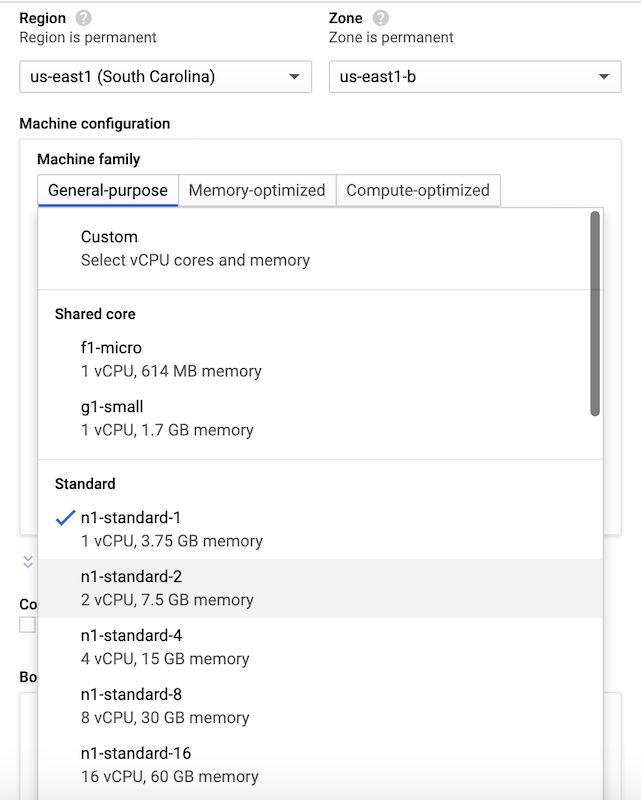 Region ?
Zone ?
Region is permanent
Zone is permanent
us-east1 (South Carolina)
us-east1-b
Machine configuration
Machine family
General-purpose
Memory-optimized
Compute-optimized
Custom
Select vCPU cores and memory
Shared core
f1-micro
1 vCPU, 614 MB memory
g1-small
1 vCPU, 1.7 GB memory
Standard
n1-standard-1
1 vCPU, 3.75 GB memory
n1-standard-2
2 vCPU, 7.5 GB memory
Co
n1-standard-4
4 vCPU, 15 GB memory
Bo
n1-standard-8
8 vCPU, 30 GB memory
n1-standard-16
16 vCPU, 60 GB memory